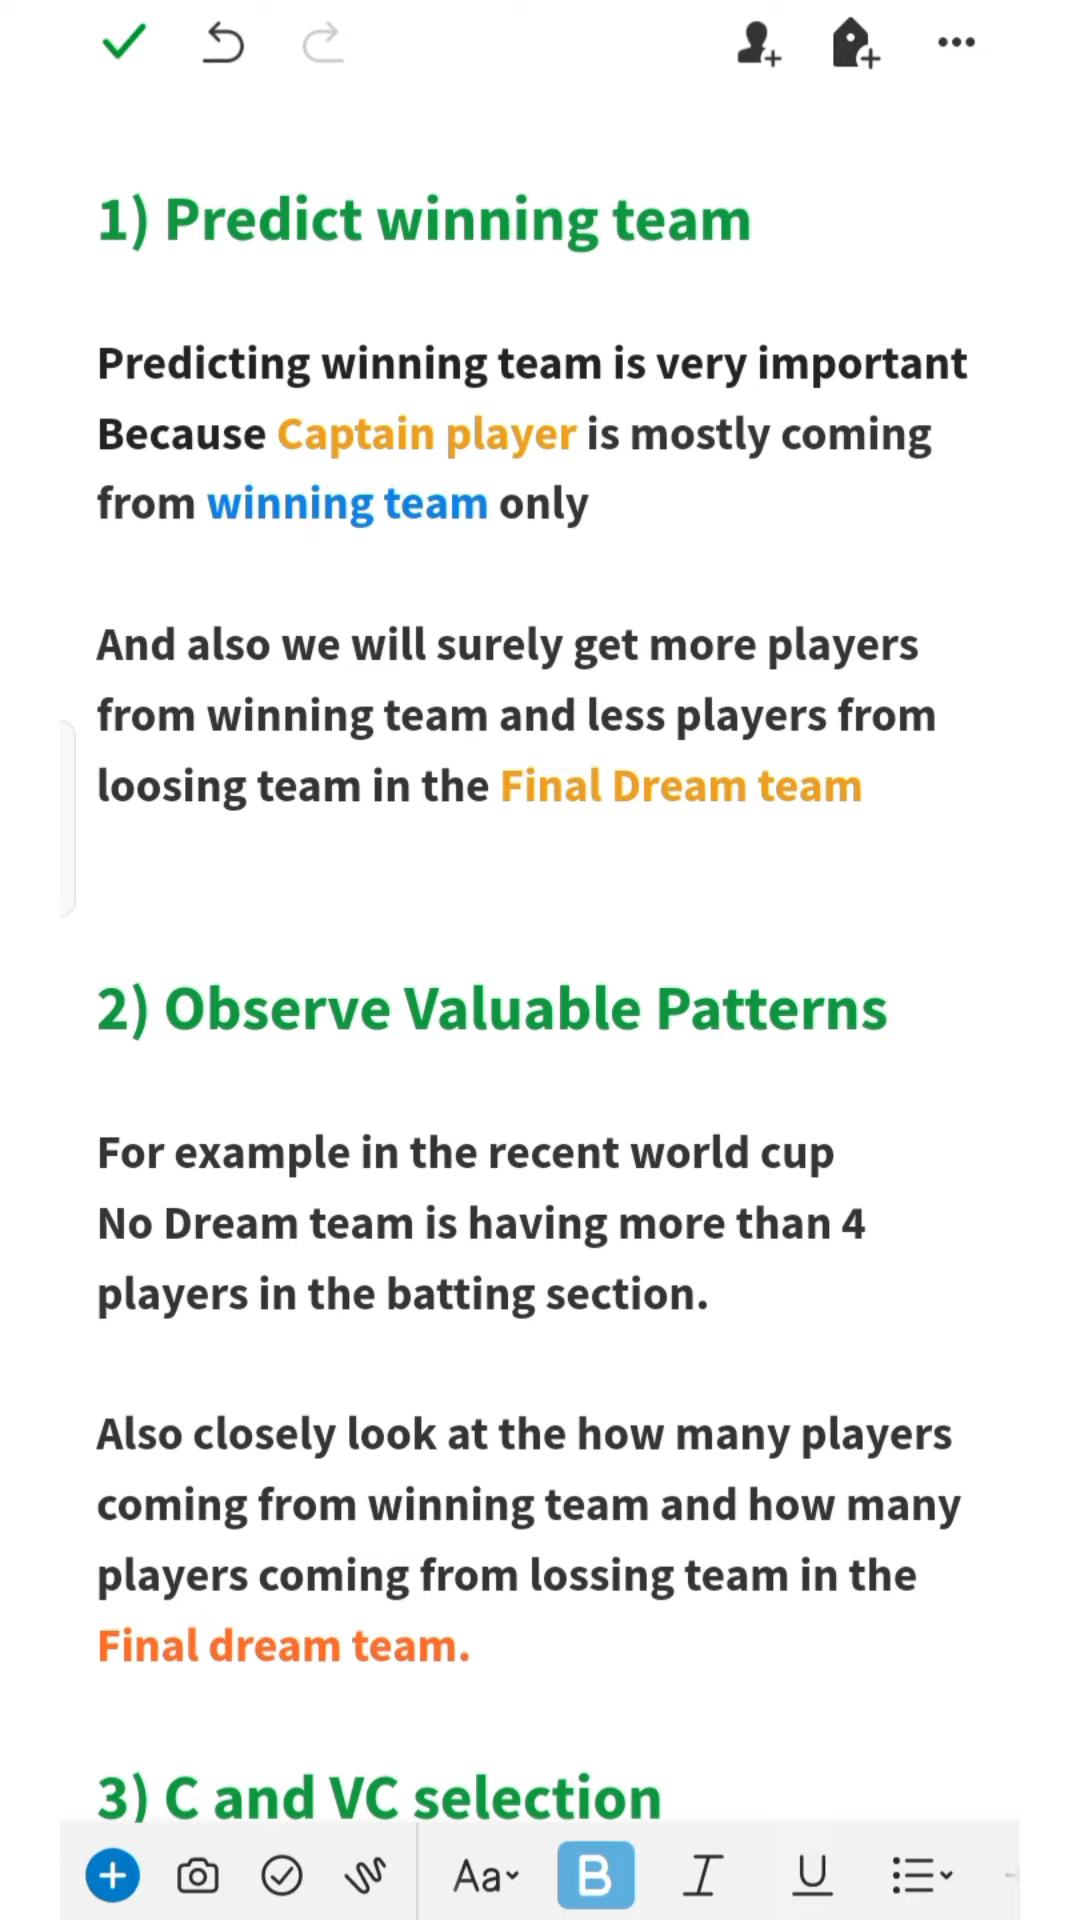 1) Predict winning team
Predicting winning team is very important
Because Captain player is mostly coming
from winning team only
And also we will surely get more players
from winning team and less players from
loosing team in the Final Dream team
2) Observe Valuable Patterns
For example in the recent world cup
No Dream team is having more than 4
players in the batting section.
Also closely look at the how many players
coming from winning team and how many
players coming from lossing team in the
Final dream team.
3) C and VC selection
Aa B I U